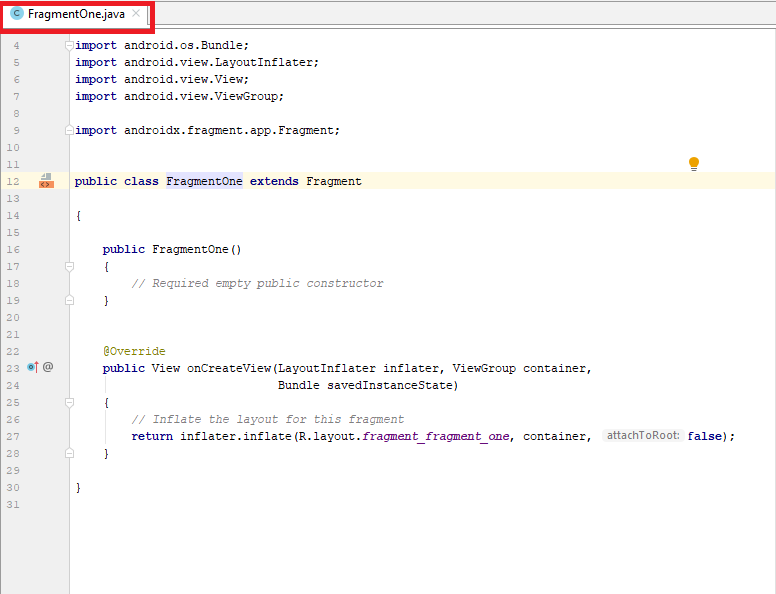 FragmentOne.java
4 import android.os.Bundle;
5 import android.view.LayoutInflater;
6 import android.view.View;
7 import android.view.ViewGroup;
8
9 import androidx.fragment.app.Fragment;
10
11
12 public class FragmentOne extends Fragment
13
14 {
15
16 public FragmentOne()
17 {
18 // Required empty public constructor
19 }
20
21
22 @Override
23 @ public View onCreateView(LayoutInflater inflater, ViewGroup container,
24 Bundle savedInstanceState)
25 {
26 // Inflate the layout for this fragment
27 return inflater.inflate(R.layout.fragment_fragment_one, container, attachToRoot: false);
28 }
29
30 }
31